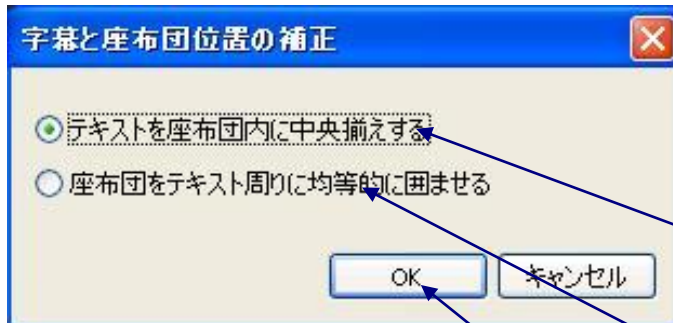 字幕と座布団位置の補正
テキストを座布団内に中央揃えする
座布団をテキスト周りに均等的に囲ませる
OK キャンセル